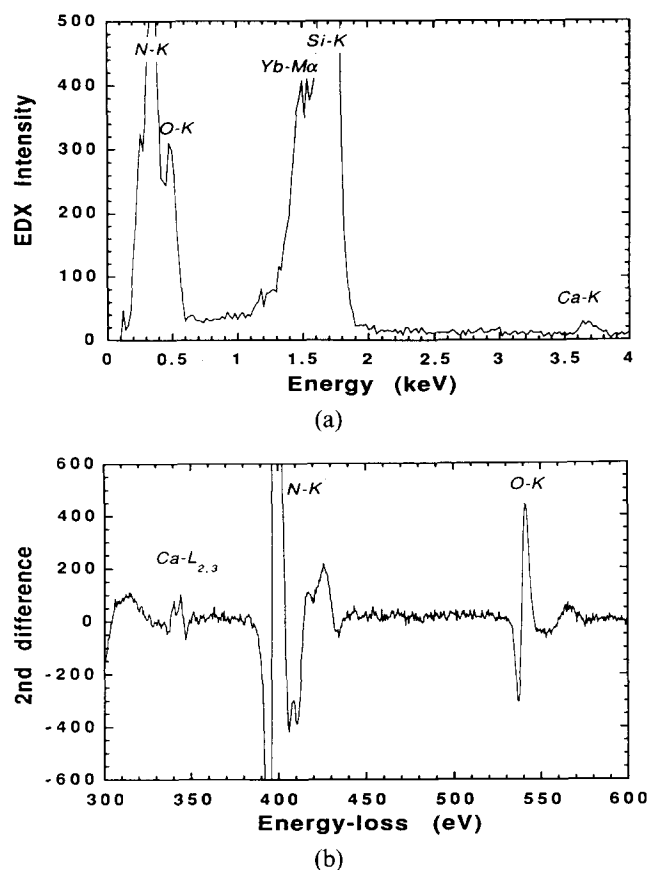 500
400
300
200
100
0
EDX Intensity
N-K
O-K
Yb-Mα
Si-K
Ca-K
0 0.5 1 1.5 2 2.5 3 3.5 4
Energy (keV)
(a)
600
400
200
0
-200
-400
-600
2nd difference
Ca-L2,3
N-K
O-K
300 350 400 450 500 550 600
Energy-loss (eV)
(b)